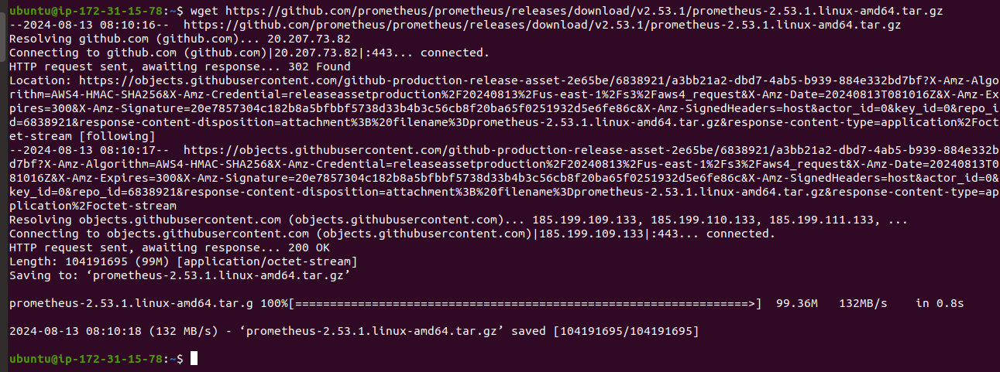 ubuntu@ip-172-31-15-78:~$ wget https://github.com/prometheus/prometheus/releases/download/v2.53.1/prometheus-2.53.1.linux-amd64.tar.gz
--2024-08-13 08:10:16--  https://github.com/prometheus/prometheus/releases/download/v2.53.1/prometheus-2.53.1.linux-amd64.tar.gz
Resolving github.com (github.com)... 20.207.73.82
Connecting to github.com (github.com)|20.207.73.82|:443... connected.
HTTP request sent, awaiting response... 302 Found
Location: https://objects.githubusercontent.com/github-production-release-asset-2e65be/6838921/a3bb21a2-dbd7-4ab5-b939-884e332bd7bf?X-Amz-Algo
rithm=AWS4-HMAC-SHA256&X-Amz-Credential=releaseassetproduction%2F20240813%2Fus-east-1%2Fs3%2Faws4_request&X-Amz-Date=20240813T081016Z&X-Amz-Ex
pires=300&X-Amz-Signature=20e7857304c182b8a5bfbbf5738d33b4b3c56cb8f20ba65f0251932d5e6fe86c&X-Amz-SignedHeaders=host&actor_id=0&key_id=0&repo_i
d=6838921&response-content-disposition=attachment%3B%20filename%3Dprometheus-2.53.1.linux-amd64.tar.gz&response-content-type=application%2Foct
et-stream [following]
--2024-08-13 08:10:17--  https://objects.githubusercontent.com/github-production-release-asset-2e65be/6838921/a3bb21a2-dbd7-4ab5-b939-884e332b
d7bf?X-Amz-Algorithm=AWS4-HMAC-SHA256&X-Amz-Credential=releaseassetproduction%2F20240813%2Fus-east-1%2Fs3%2Faws4_request&X-Amz-Date=20240813T0
81016Z&X-Amz-Expires=300&X-Amz-Signature=20e7857304c182b8a5bfbbf5738d33b4b3c56cb8f20ba65f0251932d5e6fe86c&X-Amz-SignedHeaders=host&actor_id=0&
key_id=0&repo_id=6838921&response-content-disposition=attachment%3B%20filename%3Dprometheus-2.53.1.linux-amd64.tar.gz&response-content-type=ap
plication%2Foctet-stream
Resolving objects.githubusercontent.com (objects.githubusercontent.com)... 185.199.109.133, 185.199.110.133, 185.199.111.133, ...
Connecting to objects.githubusercontent.com (objects.githubusercontent.com)|185.199.109.133|:443... connected.
HTTP request sent, awaiting response... 200 OK
Length: 104191695 (99M) [application/octet-stream]
Saving to: ‘prometheus-2.53.1.linux-amd64.tar.gz’
prometheus-2.53.1.linux-amd64.tar.g 100%[=================================================================>]  99.36M   132MB/s    in 0.8s
2024-08-13 08:10:18 (132 MB/s) - ‘prometheus-2.53.1.linux-amd64.tar.gz’ saved [104191695/104191695]
ubuntu@ip-172-31-15-78:~$